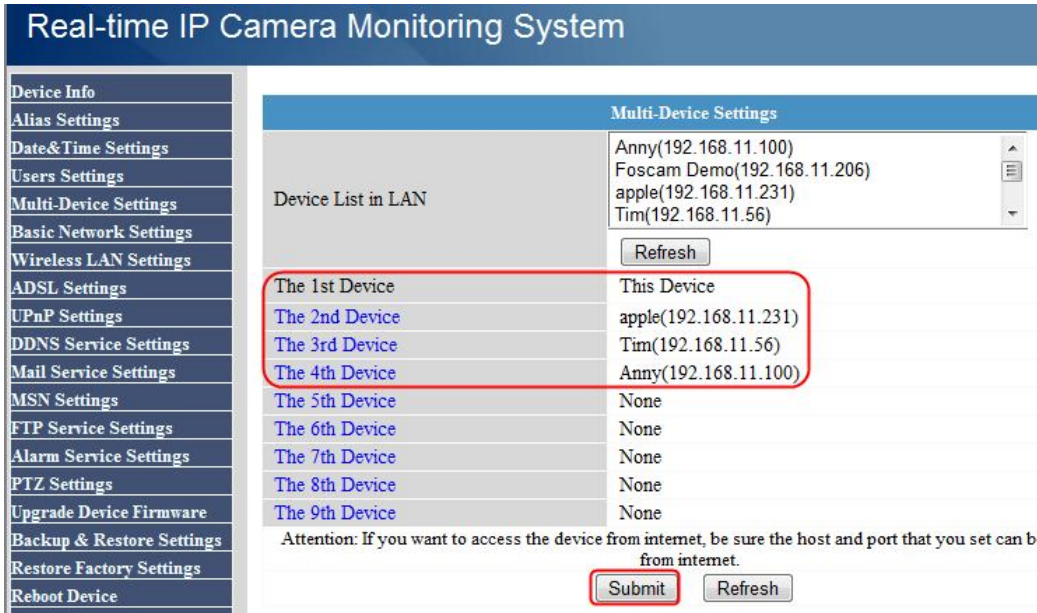 Real-time IP Camera Monitoring System
Device Info
Alias Settings
Date&Time Settings
Users Settings
Multi-Device Settings
Basic Network Settings
Wireless LAN Settings
ADSL Settings
UPnP Settings
DDNS Service Settings
Mail Service Settings
MSN Settings
FTP Service Settings
Alarm Service Settings
PTZ Settings
Upgrade Device Firmware
Backup & Restore Settings
Restore Factory Settings
Reboot Device
Multi-Device Settings
Device List in LAN
Anny(192.168.11.100)
Foscam Demo(192.168.11.206)
apple(192.168.11.231)
Tim(192.168.11.56)
Refresh
The 1st Device This Device
The 2nd Device apple(192.168.11.231)
The 3rd Device Tim(192.168.11.56)
The 4th Device Anny(192.168.11.100)
The 5th Device None
The 6th Device None
The 7th Device None
The 8th Device None
The 9th Device None
Attention: If you want to access the device from internet, be sure the host and port that you set can b
from internet.
Submit Refresh